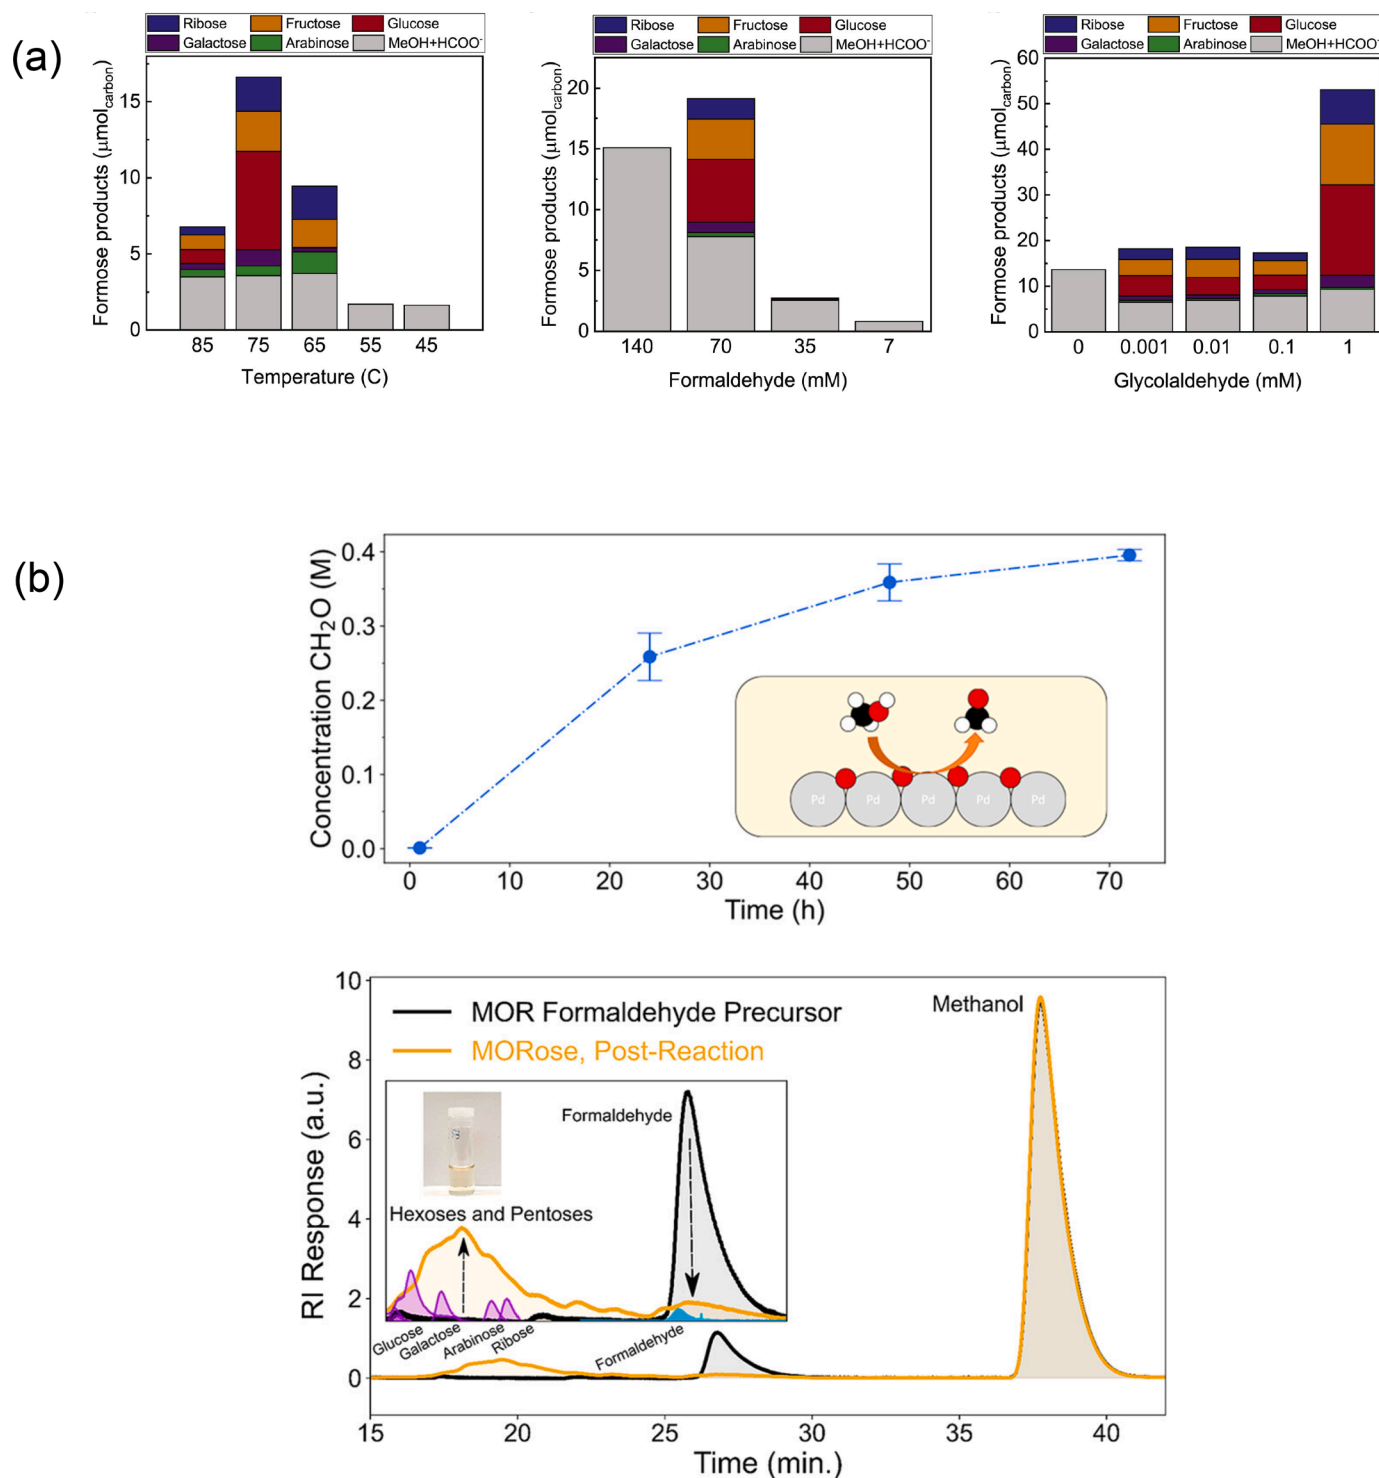 (a)
Ribose Fructose Glucose
Galactose Arabinose MeOH+HCOO⁻
Formose products (μmolcarbon)
15
10
5
0
85 75 65 55 45
Temperature (C)
Ribose Fructose Glucose
Galactose Arabinose MeOH+HCOO⁻
Formose products (μmolcarbon)
20
15
10
5
0
140 70 35 7
Formaldehyde (mM)
Ribose Fructose Glucose
Galactose Arabinose MeOH+HCOO⁻
Formose products (μmolcarbon)
60
50
40
30
20
10
0
0 0.001 0.01 0.1 1
Glycolaldehyde (mM)
(b)
Concentration CH₂O (M)
0.4
0.3
0.2
0.1
0.0
Pd Pd Pd Pd Pd
0 10 20 30 40 50 60 70
Time (h)
RI Response (a.u.)
10
8
6
4
2
0
MOR Formaldehyde Precursor
MORose, Post-Reaction
Methanol
Formaldehyde
Hexoses and Pentoses
Glucose
Galactose
Arabinose
Ribose
Formaldehyde
15 20 25 30 35 40
Time (min.)